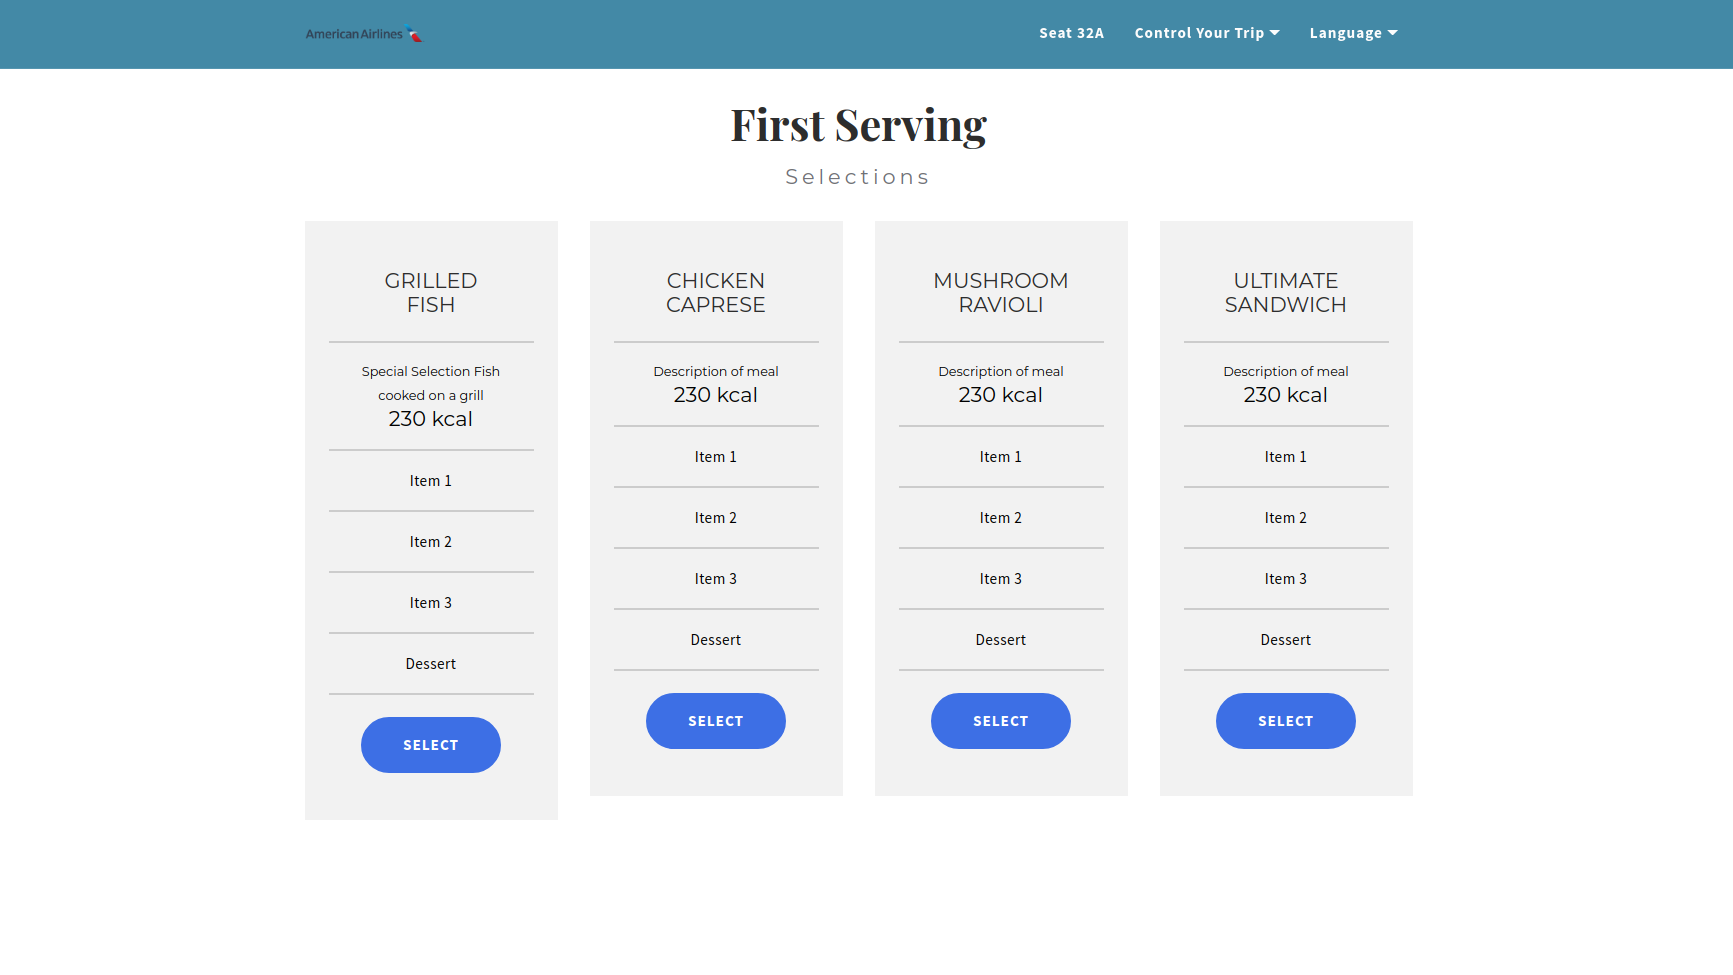 American Airlines
Seat 32A
Control Your Trip
Language
First Serving
Selections
GRILLED
FISH
Special Selection Fish
cooked on a grill
230 kcal
Item 1
Item 2
Item 3
Dessert
SELECT
CHICKEN
CAPRESE
Description of meal
230 kcal
Item 1
Item 2
Item 3
Dessert
SELECT
MUSHROOM
RAVIOLI
Description of meal
230 kcal
Item 1
Item 2
Item 3
Dessert
SELECT
ULTIMATE
SANDWICH
Description of meal
230 kcal
Item 1
Item 2
Item 3
Dessert
SELECT